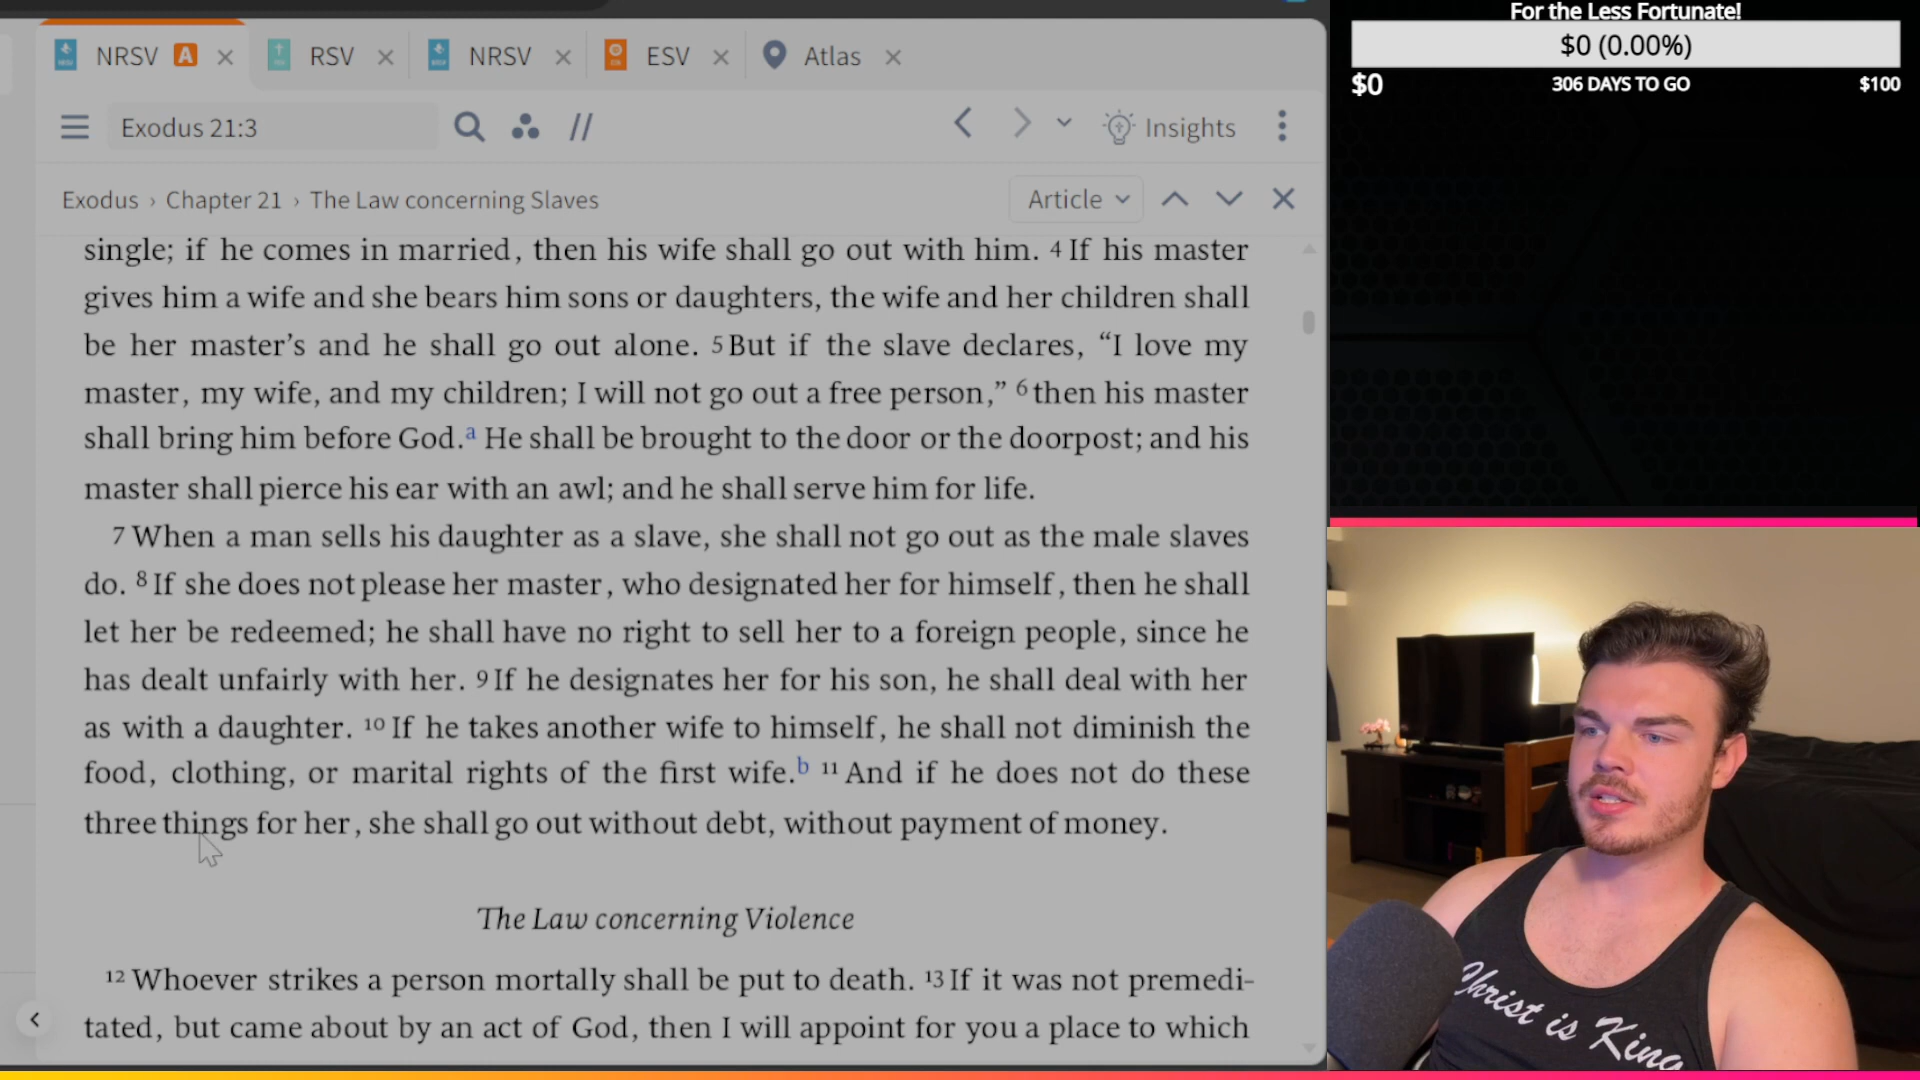 NRSV A RSV NRSV ESV Atlas
Exodus 21:3 Insights
Exodus › Chapter 21 › The Law concerning Slaves Article
single; if he comes in married, then his wife shall go out with him. 4 If his master
gives him a wife and she bears him sons or daughters, the wife and her children shall
be her master's and he shall go out alone. 5 But if the slave declares, “I love my
master, my wife, and my children; I will not go out a free person,” 6 then his master
shall bring him before God.a He shall be brought to the door or the doorpost; and his
master shall pierce his ear with an awl; and he shall serve him for life.
7 When a man sells his daughter as a slave, she shall not go out as the male slaves
do. 8 If she does not please her master, who designated her for himself, then he shall
let her be redeemed; he shall have no right to sell her to a foreign people, since he
has dealt unfairly with her. 9 If he designates her for his son, he shall deal with her
as with a daughter. 10 If he takes another wife to himself, he shall not diminish the
food, clothing, or marital rights of the first wife.b 11 And if he does not do these
three things for her, she shall go out without debt, without payment of money.
The Law concerning Violence
12 Whoever strikes a person mortally shall be put to death. 13 If it was not premedi-
tated, but came about by an act of God, then I will appoint for you a place to which
For the Less Fortunate!
$0 (0.00%)
$0 306 DAYS TO GO $100
Christ is King